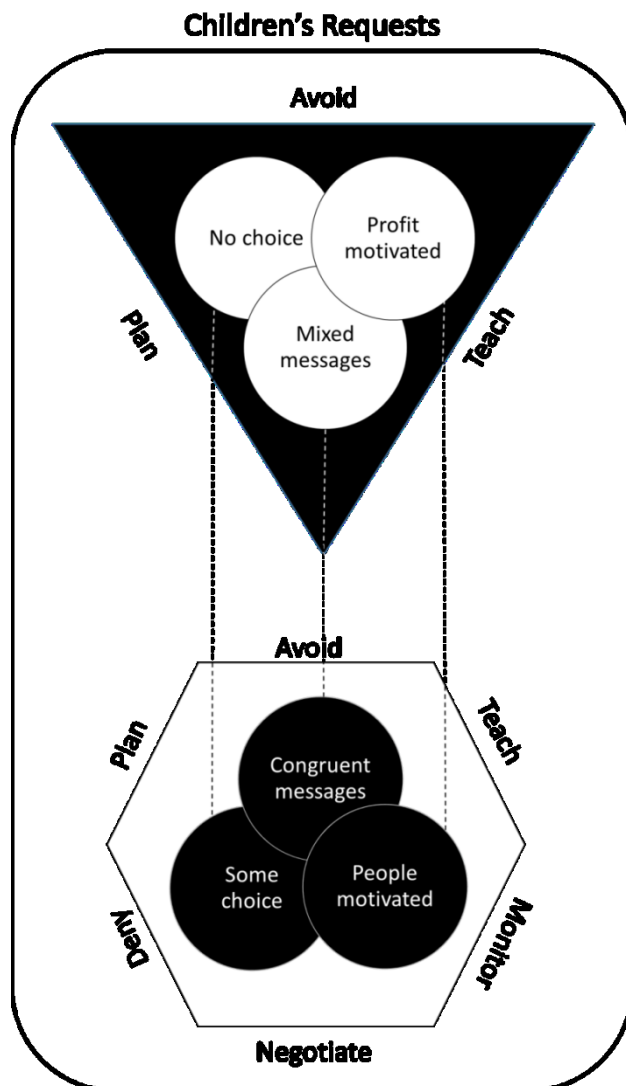 Children’s Requests
Avoid
No choice
Profit
motivated
Mixed
messages
Plan
Teach
Avoid
Plan
Teach
Congruent
messages
Some
choice
People
motivated
Deny
Monitor
Negotiate